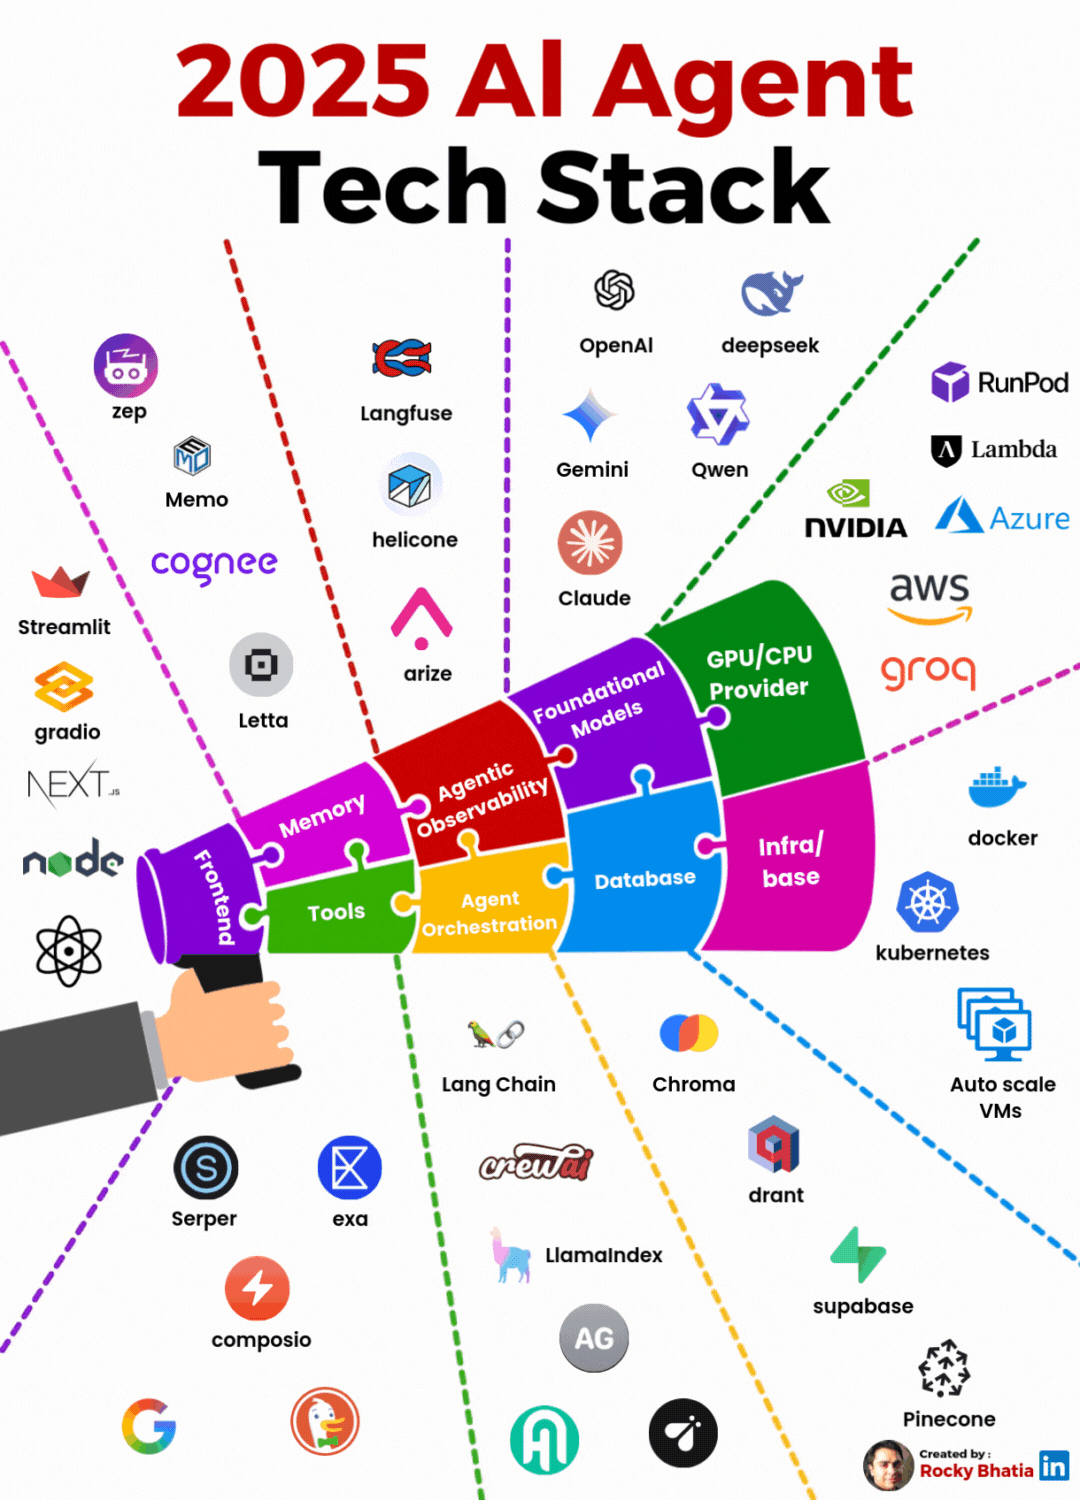 2025 AI Agent
Tech Stack
zep
Memo
cognee
Letta
Langfuse
helicone
arize
OpenAI
deepseek
Gemini
Qwen
Claude
RunPod
Lambda
NVIDIA
Azure
aws
groq
Streamlit
gradio
NEXT.JS
node
Frontend
Memory
Tools
Agentic
Observability
Agent
Orchestration
Foundational
Models
Database
GPU/CPU
Provider
Infra/
base
docker
kubernetes
Auto scale
VMs
Serper
exa
composio
G
Lang Chain
crewai
LlamaIndex
AG
Chroma
drant
supabase
Pinecone
Created by :
Rocky Bhatia
in